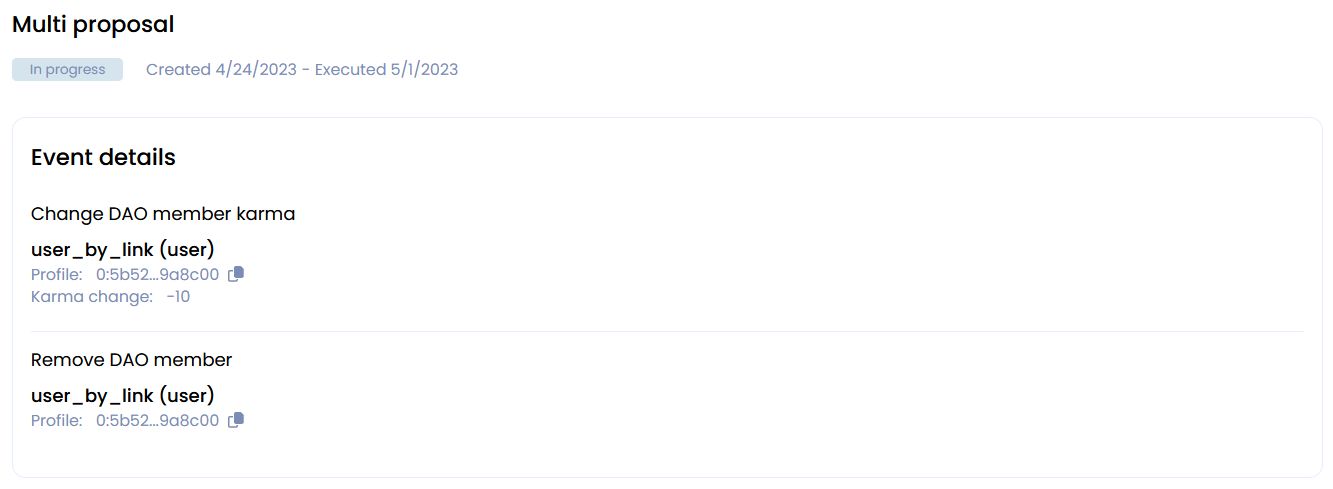 Multi proposal
In progress Created 4/24/2023 - Executed 5/1/2023
Event details
Change DAO member karma
user_by_link (user)
Profile: 0:5b52...9a8c00
Karma change: -10
Remove DAO member
user_by_link (user)
Profile: 0:5b52...9a8c00